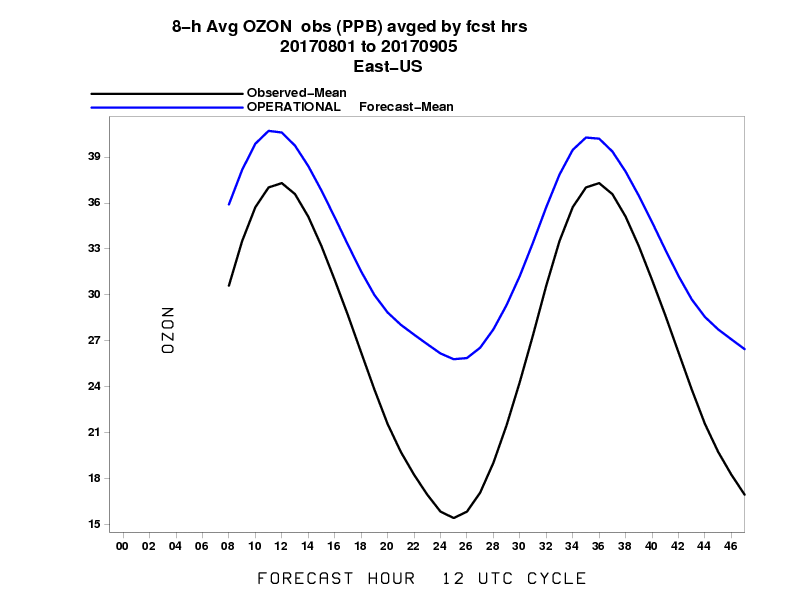 8-h Avg OZON obs (PPB) avged by fcst hrs
20170801 to 20170905
East-US
Observed-Mean
OPERATIONAL Forecast-Mean
39
36
33
30
27
24
21
18
15
OZON
00 02 04 06 08 10 12 14 16 18 20 22 24 26 28 30 32 34 36 38 40 42 44 46
FORECAST HOUR 12 UTC CYCLE